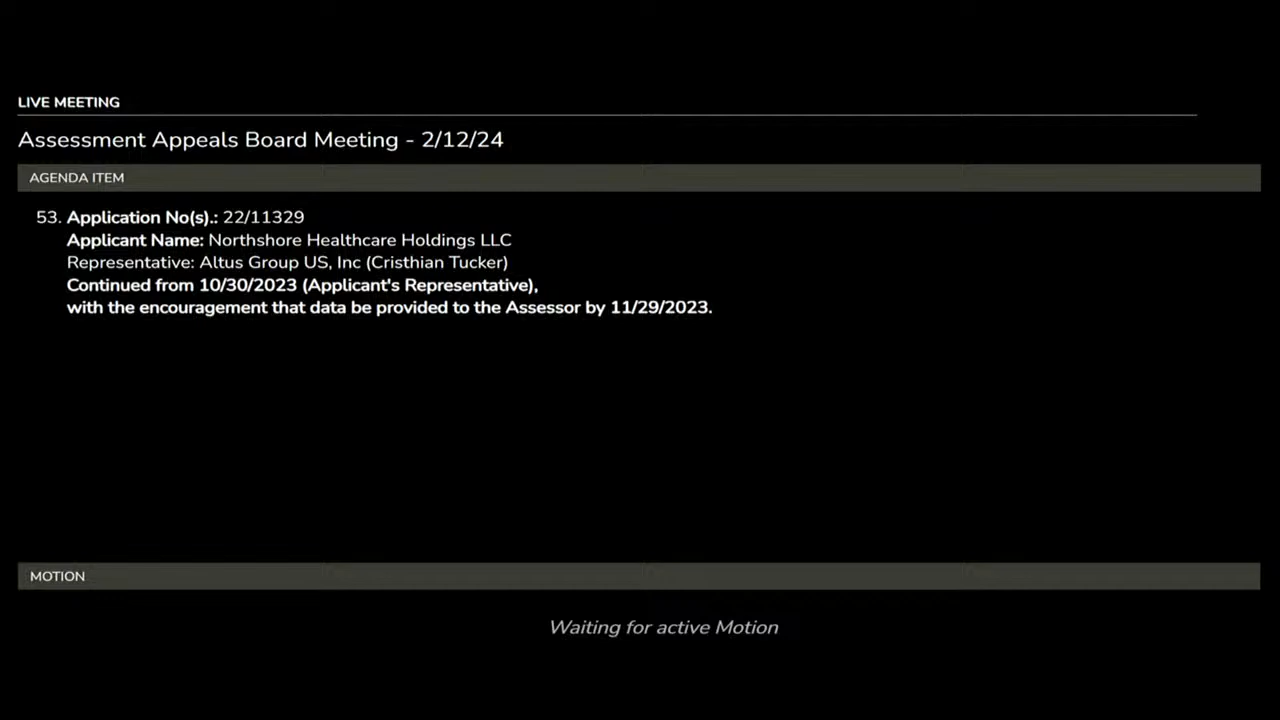 LIVE MEETING
Assessment Appeals Board Meeting - 2/12/24
AGENDA ITEM
53. Application No(s).: 22/11329
Applicant Name: Northshore Healthcare Holdings LLC
Representative: Altus Group US, Inc (Cristhian Tucker)
Continued from 10/30/2023 (Applicant's Representative),
with the encouragement that data be provided to the Assessor by 11/29/2023.
MOTION
Waiting for active Motion